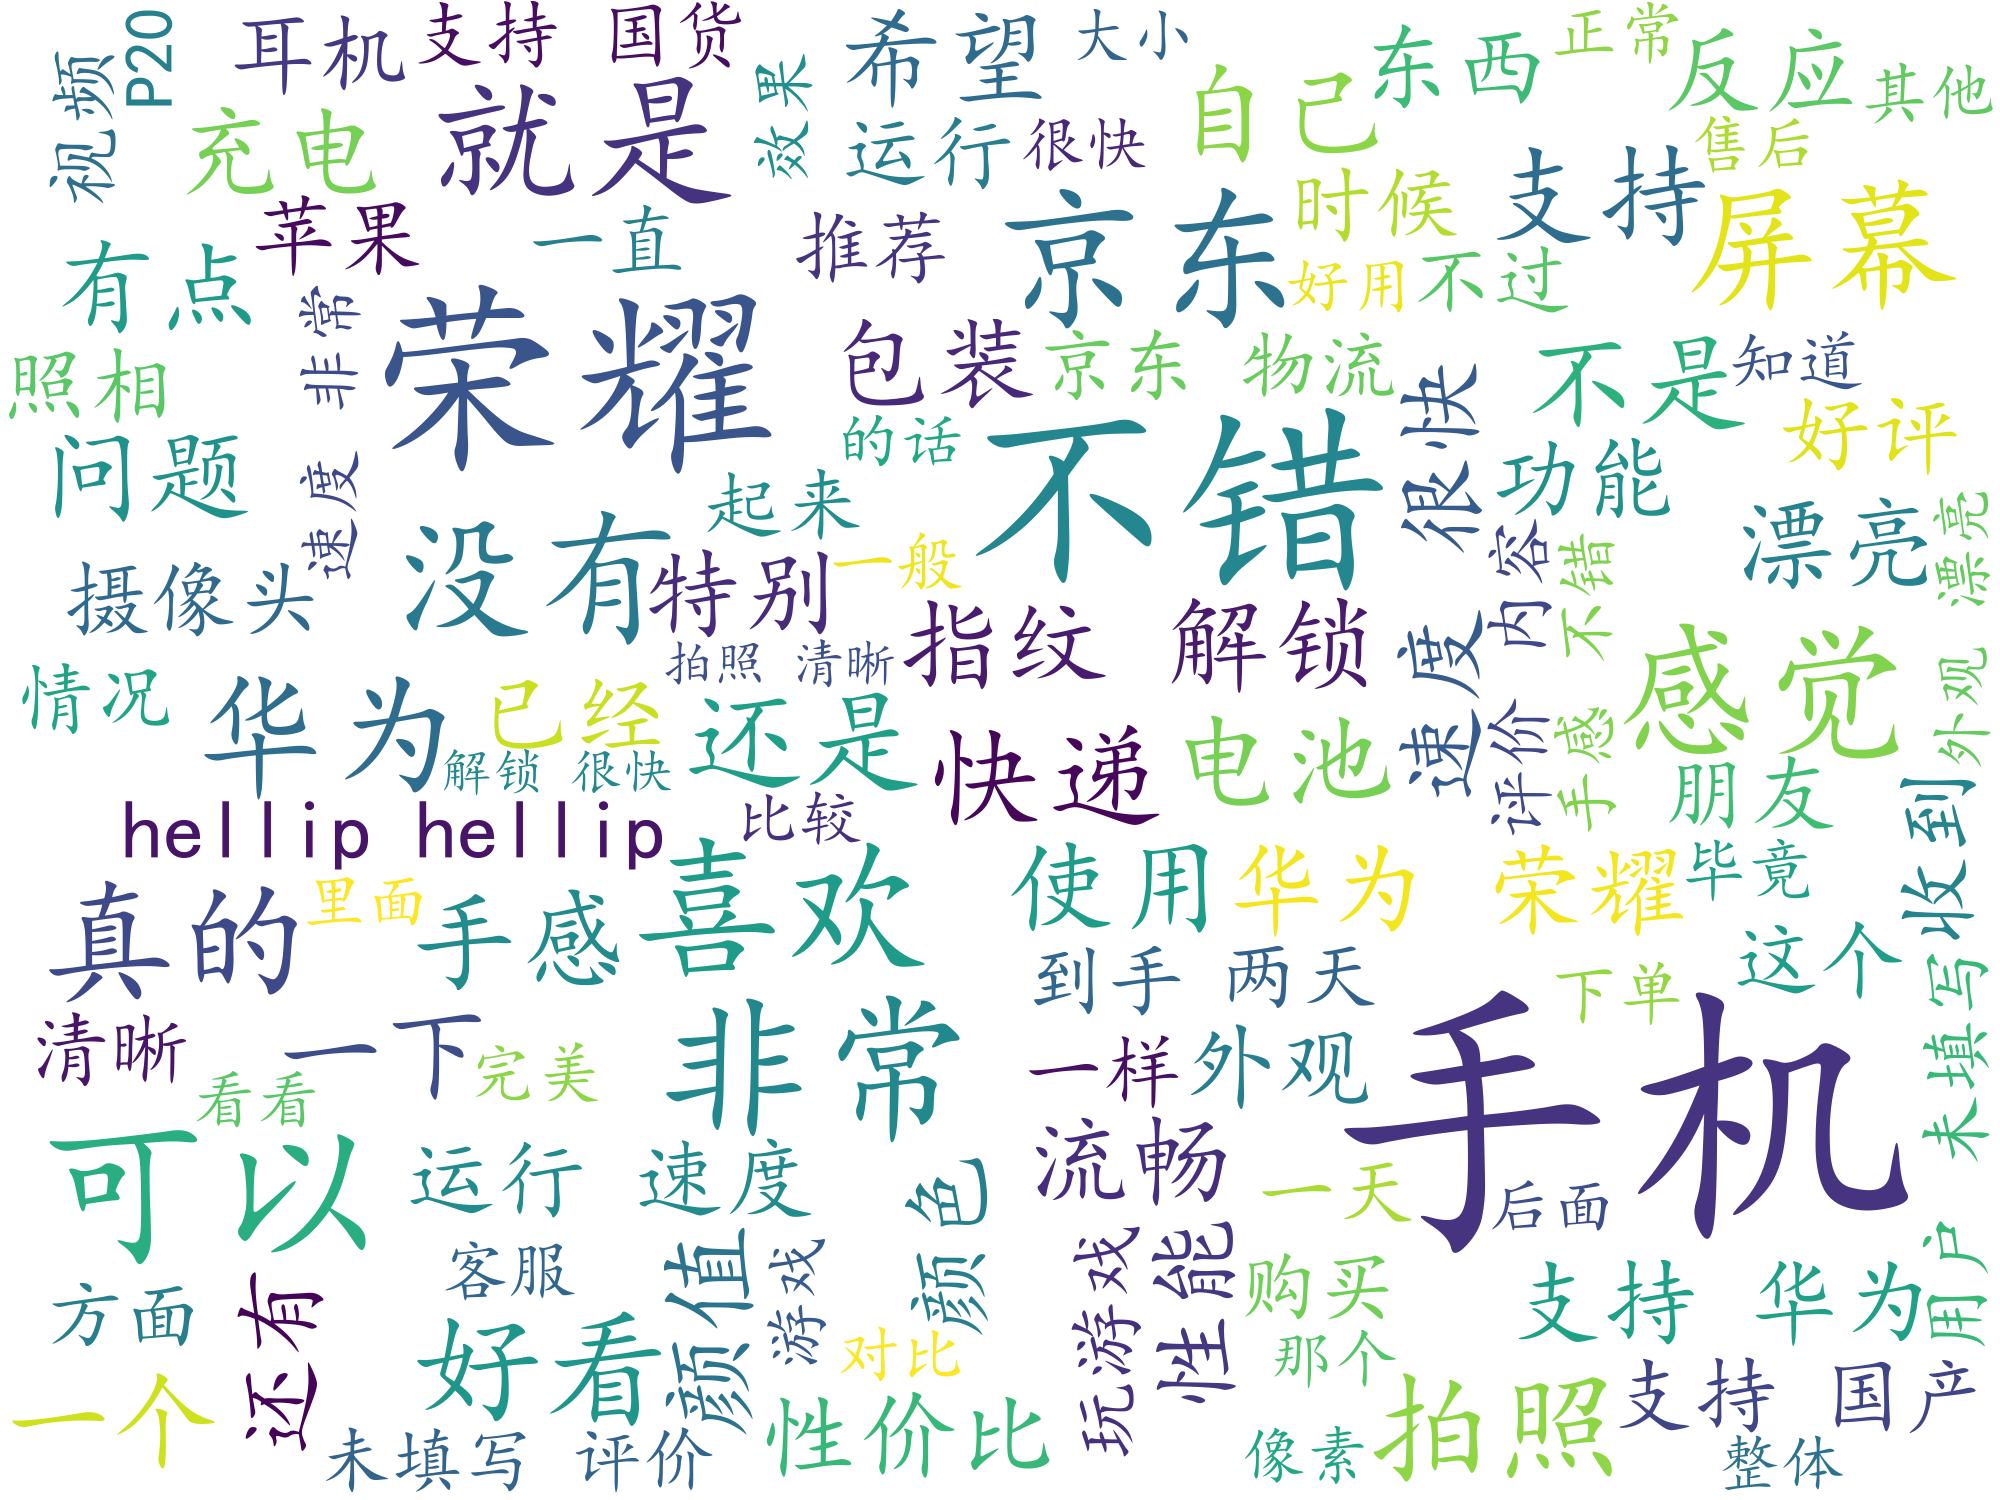 视频
P20
耳机
支持 国货
希望
大小
东西
正常
反应
其他
充电
就是
效果
运行
很快
自己
售后
有点
苹果
一直
推荐
京东
时候
支持
屏幕
好用
不过
照相
非常
荣耀
包装
京东 物流
不是
知道
问题
速度
的话
不错
很快
功能
好评
起来
摄像头
没有
特别
一般
漂亮
漂亮
不错
内容
情况
拍照 清晰
指纹 解锁
速度
感觉
外观
华为
已经
还是
快递
电池
评价
手感
解锁 很快
朋友
hellip hellip
比较
收到
真的
里面
手感
喜欢
使用
华为 荣耀
毕竟
到手 两天
下单
这个
未填写
清晰
一下
完美
非常
一样
外观
手机
看看
可以
运行 速度
颜色
流畅
一天
后面
方面
还有
客服
颜值
游戏
玩游戏
性能
购买
支持 华为
用户
好看
对比
那个
一个
未填写 评价
性价比
像素
拍照
支持 国产
整体